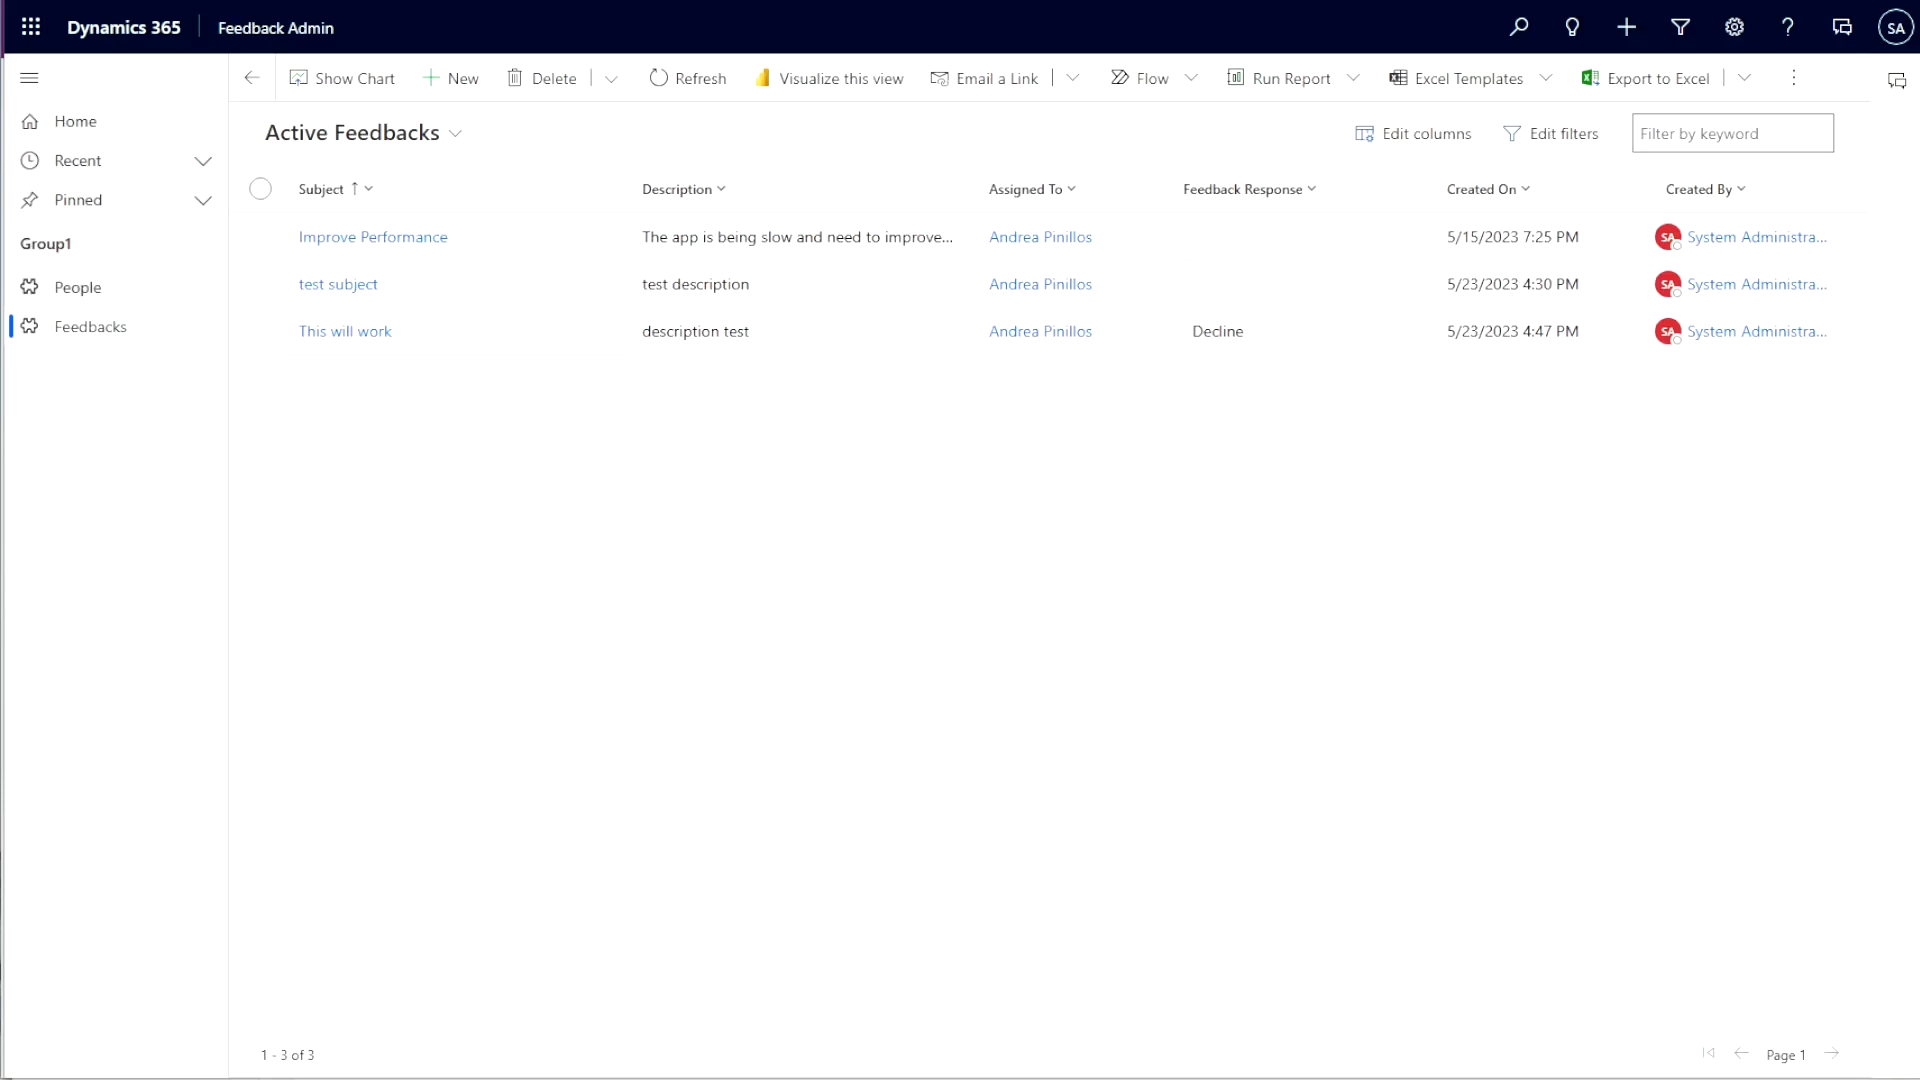 Dynamics 365 Feedback Admin SA
Show Chart New Delete Refresh Visualize this view Email a Link Flow Run Report Excel Templates Export to Excel
Home
Recent
Pinned
Group1
People
Feedbacks
Active Feedbacks Edit columns Edit filters Filter by keyword
Subject Description Assigned To Feedback Response Created On Created By
Improve Performance The app is being slow and need to improve... Andrea Pinillos 5/15/2023 7:25 PM SA System Administra...
test subject test description Andrea Pinillos 5/23/2023 4:30 PM SA System Administra...
This will work description test Andrea Pinillos Decline 5/23/2023 4:47 PM SA System Administra...
1 - 3 of 3 Page 1